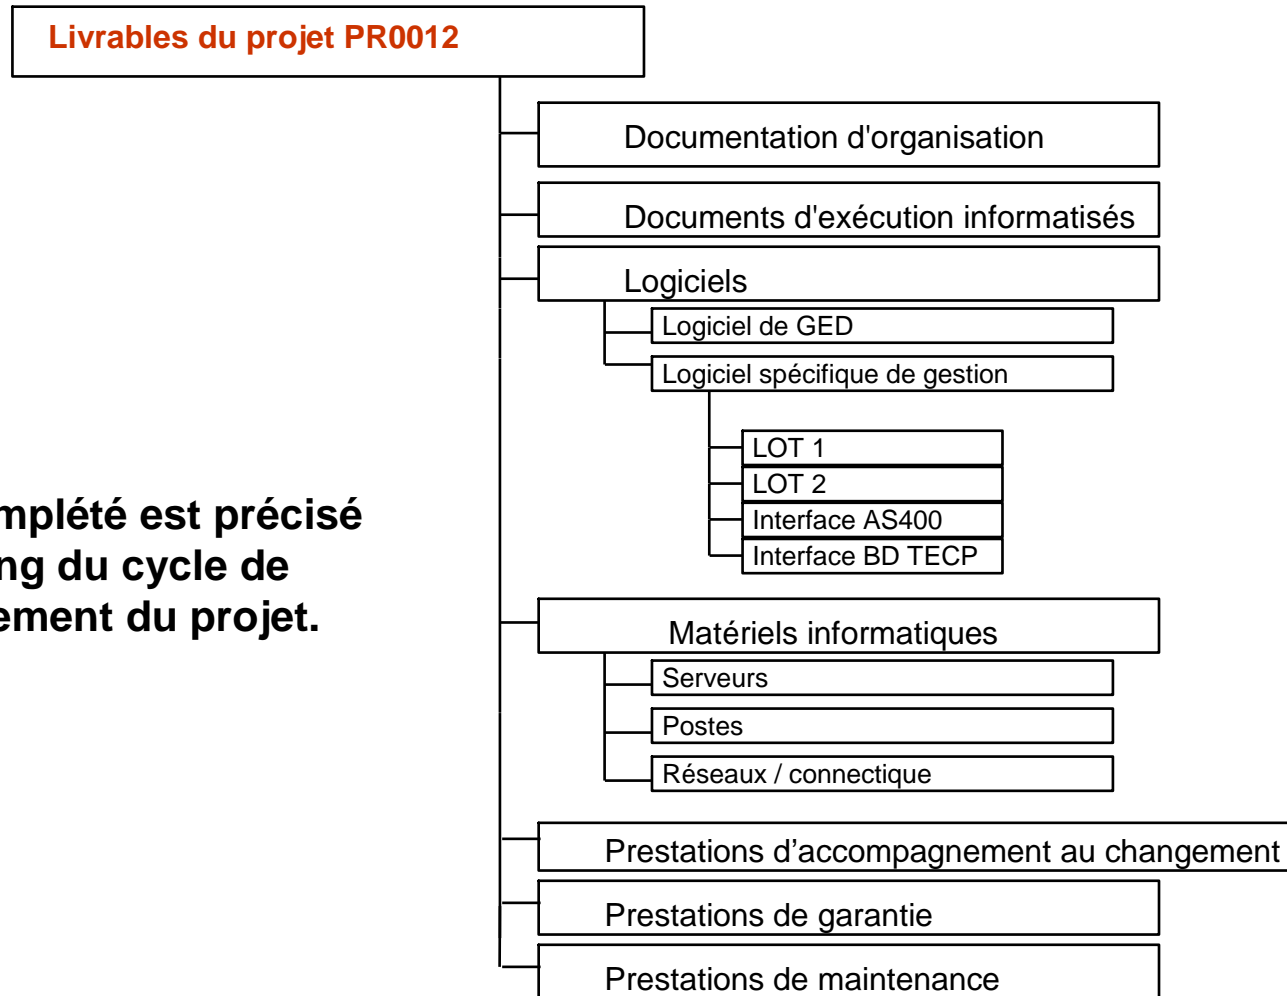 Livrables du projet PR0012
Documentation d'organisation
Documents d'exécution informatisés
Logiciels
Logiciel de GED
Logiciel spécifique de gestion
LOT 1
LOT 2
Interface AS400
Interface BD TECP
mplété est précisé
ng du cycle de
ement du projet.
Matériels informatiques
Serveurs
Postes
Réseaux / connectique
Prestations d’accompagnement au changement
Prestations de garantie
Prestations de maintenance